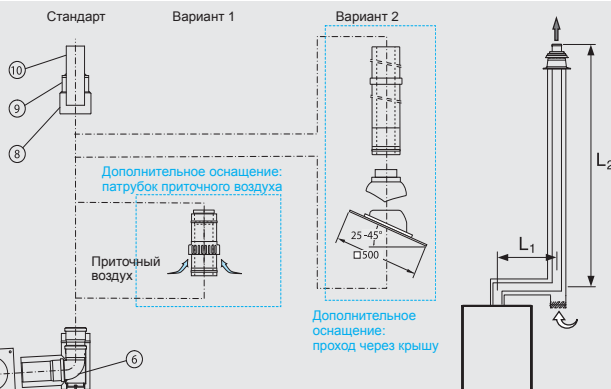 Стандарт
Вариант 1
Вариант 2
10
9
8
Дополнительное оснащение:
патрубок приточного воздуха
Приточный
воздух
25 -45°
□500
Дополнительное
оснащение:
проход через крышу
6
L1
L2